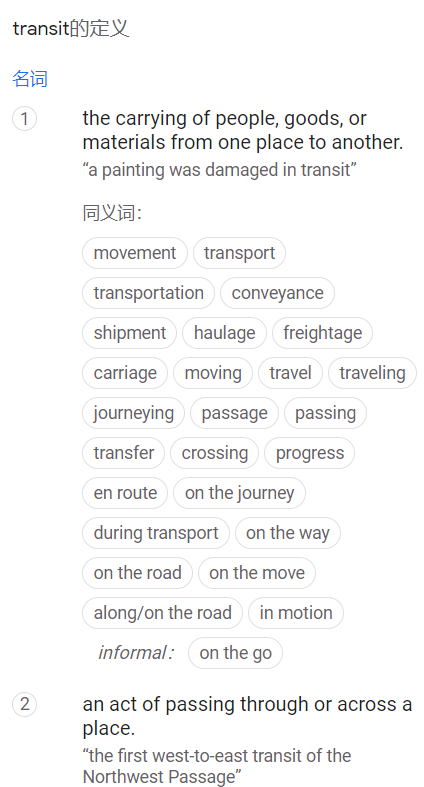 transit的定义
名词
1 the carrying of people, goods, or
materials from one place to another.
“a painting was damaged in transit”
同义词：
movement transport
transportation conveyance
shipment haulage freightage
carriage moving travel traveling
journeying passage passing
transfer crossing progress
en route on the journey
during transport on the way
on the road on the move
along/on the road in motion
informal： on the go
2 an act of passing through or across a
place.
“the first west-to-east transit of the
Northwest Passage”